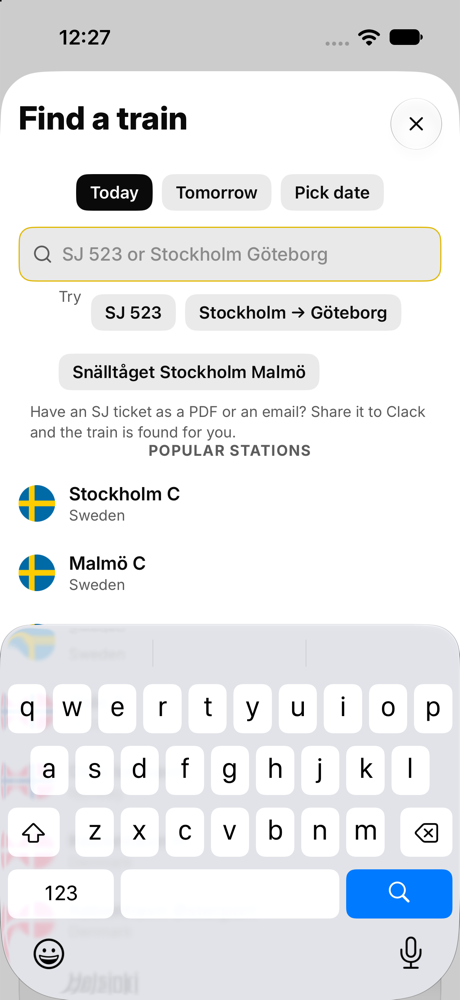 12:27
Find a train
Today
Tomorrow
Pick date
SJ 523 or Stockholm Göteborg
Try
SJ 523
Stockholm → Göteborg
Snälltåget Stockholm Malmö
Have an SJ ticket as a PDF or an email? Share it to Clack
and the train is found for you.
POPULAR STATIONS
Stockholm C
Sweden
Malmö C
Sweden
Sweden
q w e r t y u i o p
a s d f g h j k l
z x c v b n m
123
Helsinki